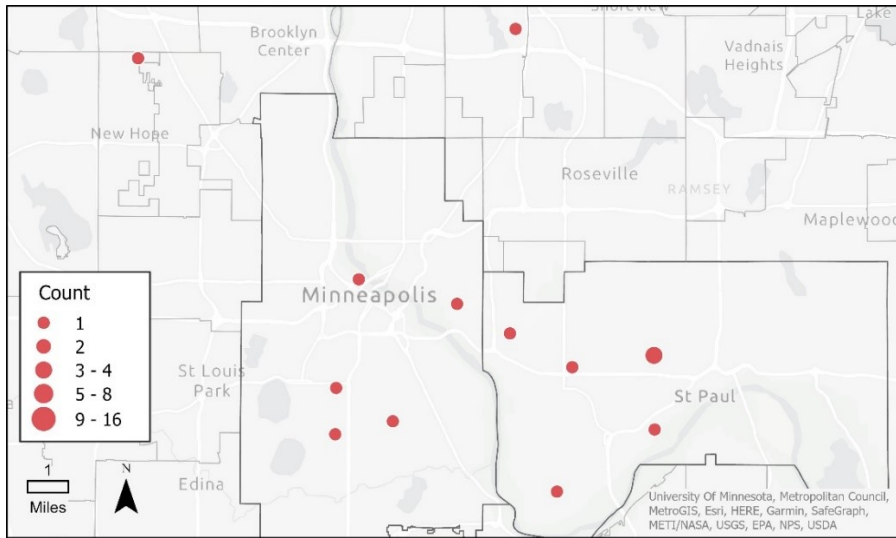 Shoreview
Lake
Brooklyn
Center
Vadnais
Heights
New Hope
Roseville
RAMSEY
Maplewood
Minneapolis
Count
1
2
3 - 4
5 - 8
9 - 16
St Louis
Park
St Paul
1
Miles
N
Edina
University Of Minnesota, Metropolitan Council,
MetroGIS, Esri, HERE, Garmin, SafeGraph,
METI/NASA, USGS, EPA, NPS, USDA